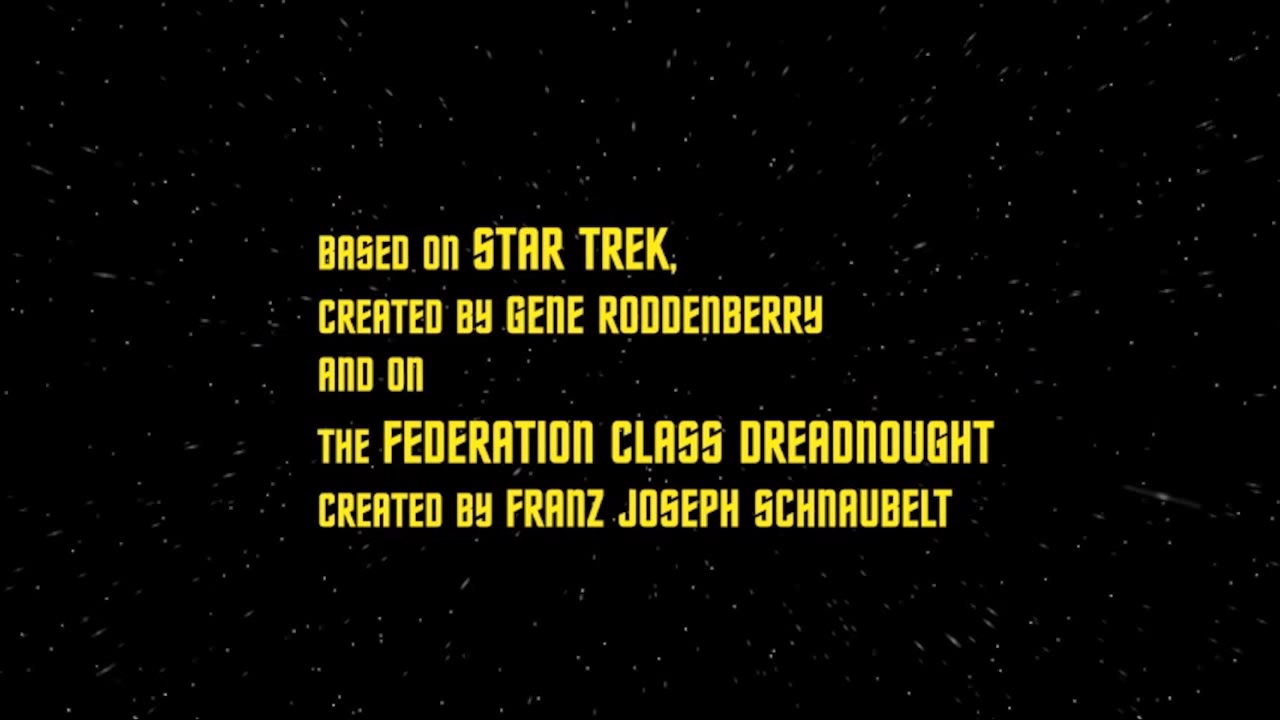 BASED ON STAR TREK,
CREATED BY GENE RODDENBERRY
AND ON
THE FEDERATION CLASS DREADNOUGHT
CREATED BY FRANZ JOSEPH SCHNAUBELT